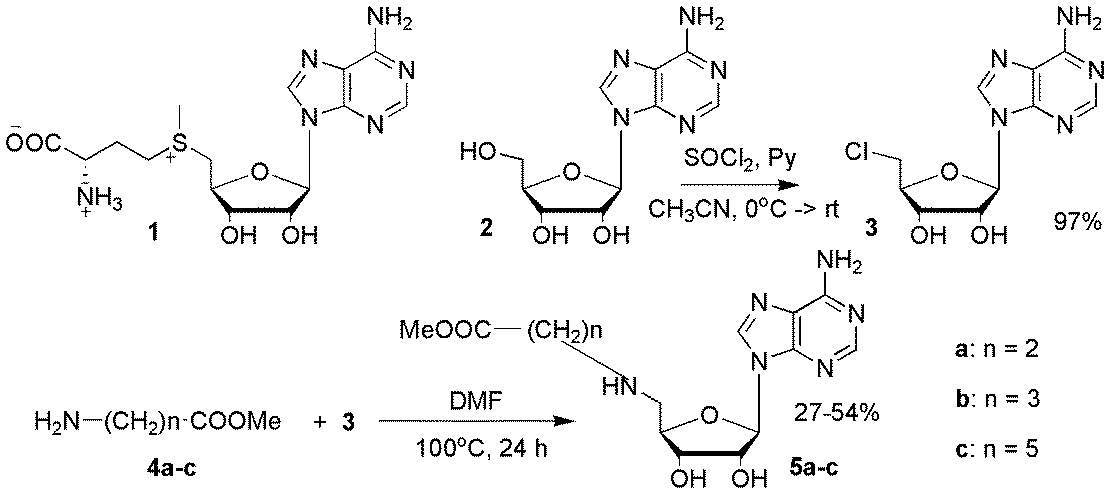 NH2
N
N
N
N
O
OOC
S
+
NH3
+
OH OH
1
NH2
N
N
N
N
HO
O
OH OH
2
SOCl2, Py
CH3CN, 0oC -> rt
NH2
N
N
N
N
Cl
O
OH OH
3
97%
H2N (CH2)n COOMe
4a-c
+ 3
DMF
100oC, 24 h
MeOOC (CH2)n
HN
NH2
N
N
N
N
O
OH OH
27-54%
5a-c
a: n = 2
b: n = 3
c: n = 5